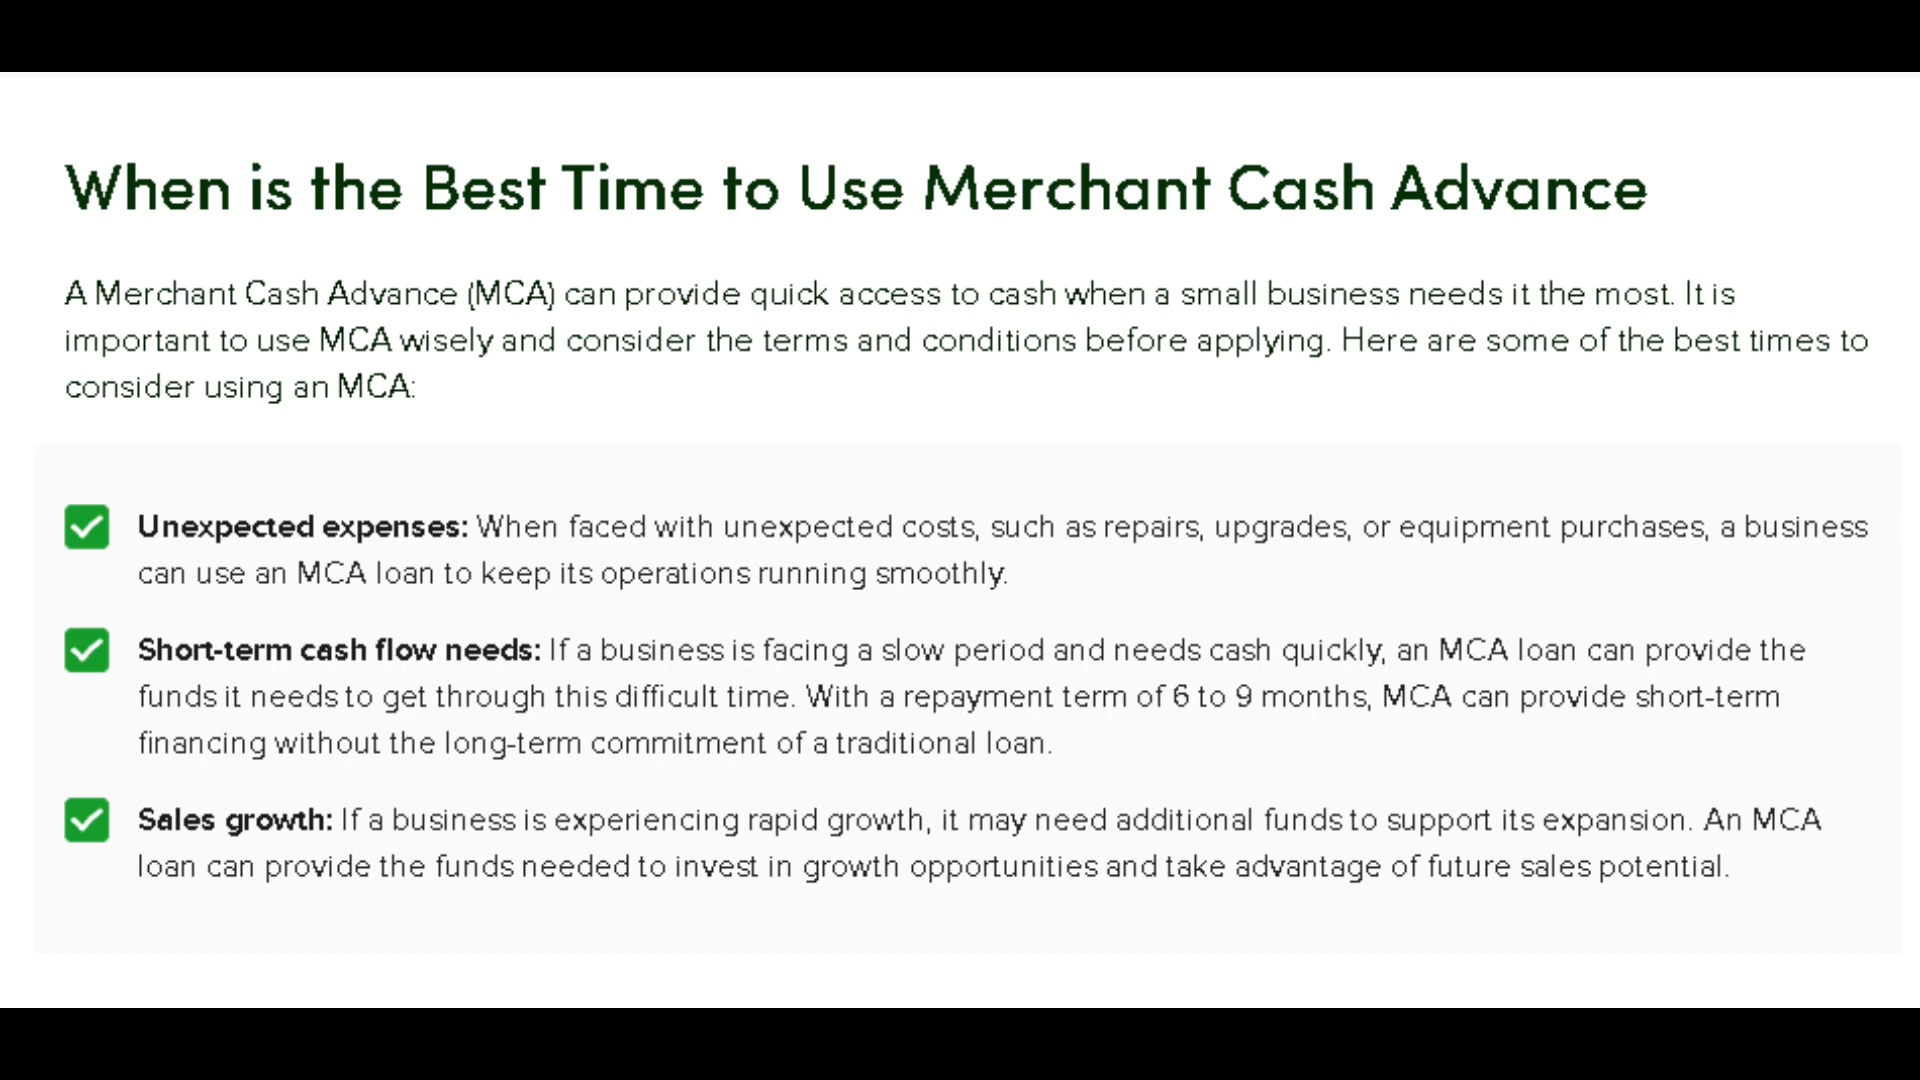 When is the Best Time to Use Merchant Cash Advance
A Merchant Cash Advance (MCA) can provide quick access to cash when a small business needs it the most. It is
important to use MCA wisely and consider the terms and conditions before applying. Here are some of the best times to
consider using an MCA:
Unexpected expenses: When faced with unexpected costs, such as repairs, upgrades, or equipment purchases, a business
can use an MCA loan to keep its operations running smoothly.
Short-term cash flow needs: If a business is facing a slow period and needs cash quickly, an MCA loan can provide the
funds it needs to get through this difficult time. With a repayment term of 6 to 9 months, MCA can provide short-term
financing without the long-term commitment of a traditional loan.
Sales growth: If a business is experiencing rapid growth, it may need additional funds to support its expansion. An MCA
loan can provide the funds needed to invest in growth opportunities and take advantage of future sales potential.